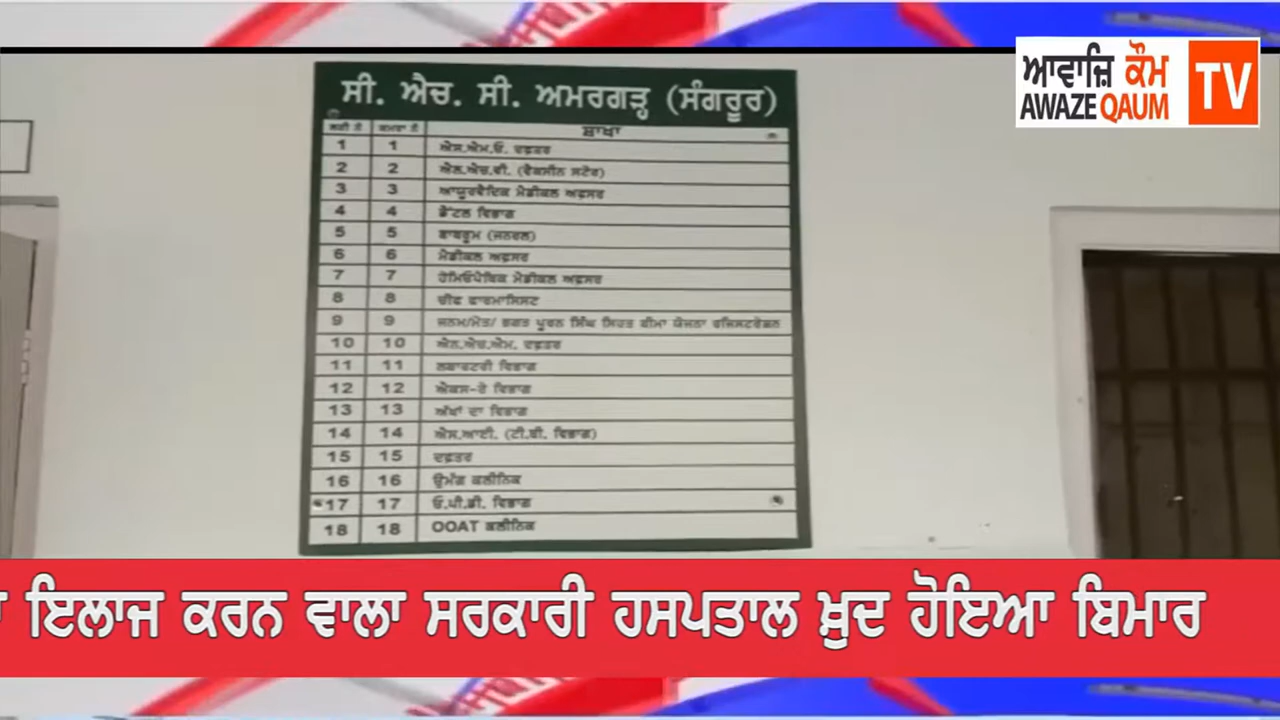 ਆਵਾਜ਼ਿ ਕੌਮ TV
AWAZE QAUM
ਸੀ. ਐਚ. ਸੀ. ਅਮਰਗੜ੍ਹ (ਸੰਗਰੂਰ)
ਲੜੀ ਨੰ ਕਮਰਾ ਨੰ ਸ਼ਾਖਾ
1 1 ਐਸ.ਐਮ.ਓ. ਦਫ਼ਤਰ
2 2 ਐਲ.ਐਚ.ਵੀ. (ਵੈਕਸੀਨ ਸਟੋਰ)
3 3 ਆਯੂਰਵੈਦਿਕ ਮੈਡੀਕਲ ਅਫ਼ਸਰ
4 4 ਡੈਂਟਲ ਵਿਭਾਗ
5 5 ਬਾਥਰੂਮ (ਜਨਰਲ)
6 6 ਮੈਡੀਕਲ ਅਫ਼ਸਰ
7 7 ਹੋਮਿਓਪੈਥਿਕ ਮੈਡੀਕਲ ਅਫ਼ਸਰ
8 8 ਚੀਫ ਫਾਰਮਾਸਿਸਟ
9 9 ਜਨਮ/ਮੌਤ/ ਭਗਤ ਪੂਰਨ ਸਿੰਘ ਸਿਹਤ ਬੀਮਾ ਯੋਜਨਾ ਰਜਿਸਟਰੇਸ਼ਨ
10 10 ਐਨ.ਐਚ.ਐਮ. ਦਫ਼ਤਰ
11 11 ਲਬਾਰਟਰੀ ਵਿਭਾਗ
12 12 ਐਕਸ-ਰੇ ਵਿਭਾਗ
13 13 ਅੱਖਾਂ ਦਾ ਵਿਭਾਗ
14 14 ਐਸ.ਆਈ. (ਟੀ.ਬੀ. ਵਿਭਾਗ)
15 15 ਦਫ਼ਤਰ
16 16 ਉਮੰਗ ਕਲੀਨਿਕ
17 17 ਓ.ਪੀ.ਡੀ. ਵਿਭਾਗ
18 18 OOAT ਕਲੀਨਿਕ
ਇਲਾਜ ਕਰਨ ਵਾਲਾ ਸਰਕਾਰੀ ਹਸਪਤਾਲ ਖ਼ੁਦ ਹੋਇਆ ਬਿਮਾਰ